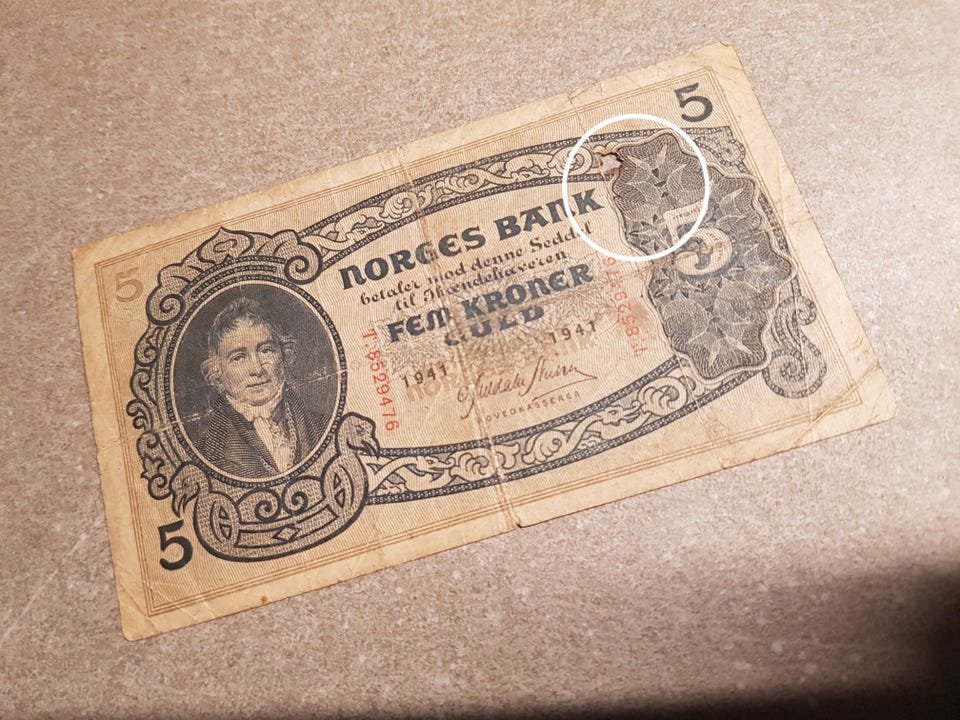 5
5
NORGES BANK
betaler mod denne Seddel
til Ihændehaveren
FEM KRONER
GULD
1941 1941
T.8529476
HOVEDKASSERER
5
5